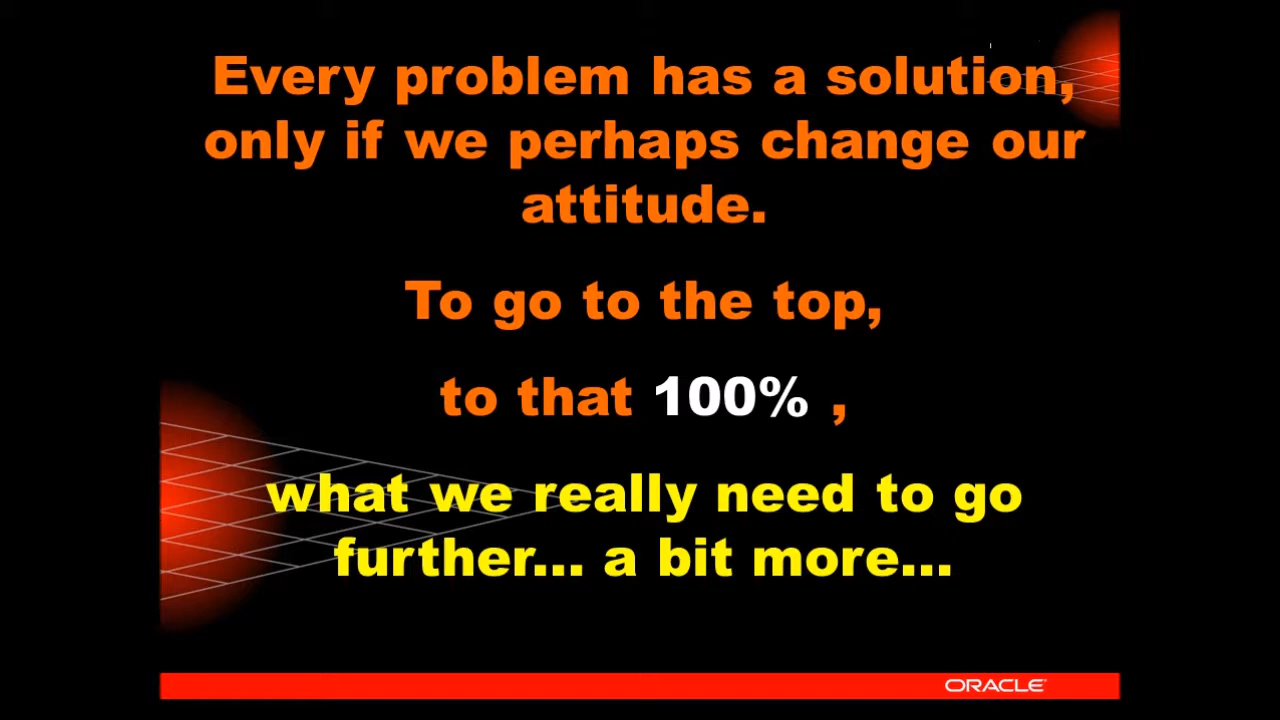 Every problem has a solution,
only if we perhaps change our
attitude.
To go to the top,
to that 100% ,
what we really need to go
further... a bit more...
ORACLE